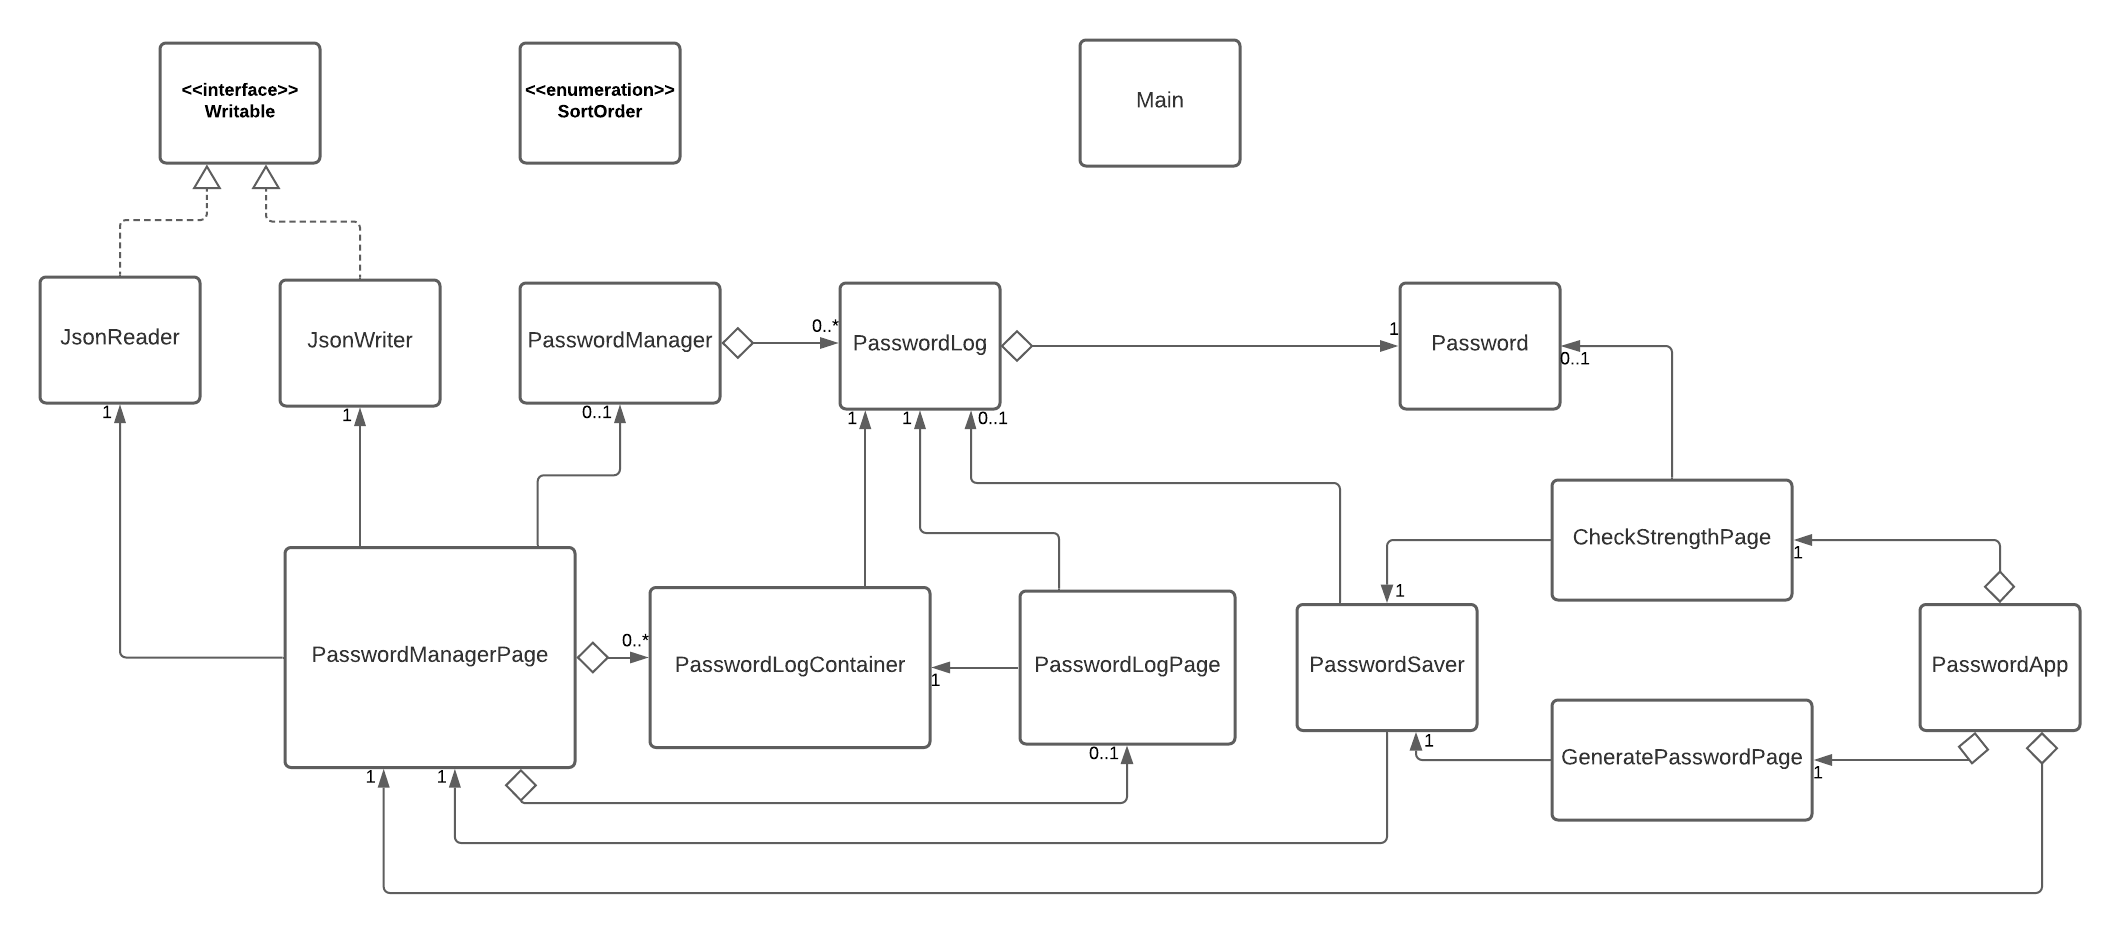 <<interface>>
Writable
<<enumeration>>
SortOrder
Main
JsonReader
JsonWriter
PasswordManager
0..*
PasswordLog
1
Password
0..1
1
1
0..1
1
1
0..1
CheckStrengthPage
1
1
PasswordManagerPage
0..*
PasswordLogContainer
1
PasswordLogPage
PasswordSaver
PasswordApp
1
GeneratePasswordPage
1
0..1
1
1